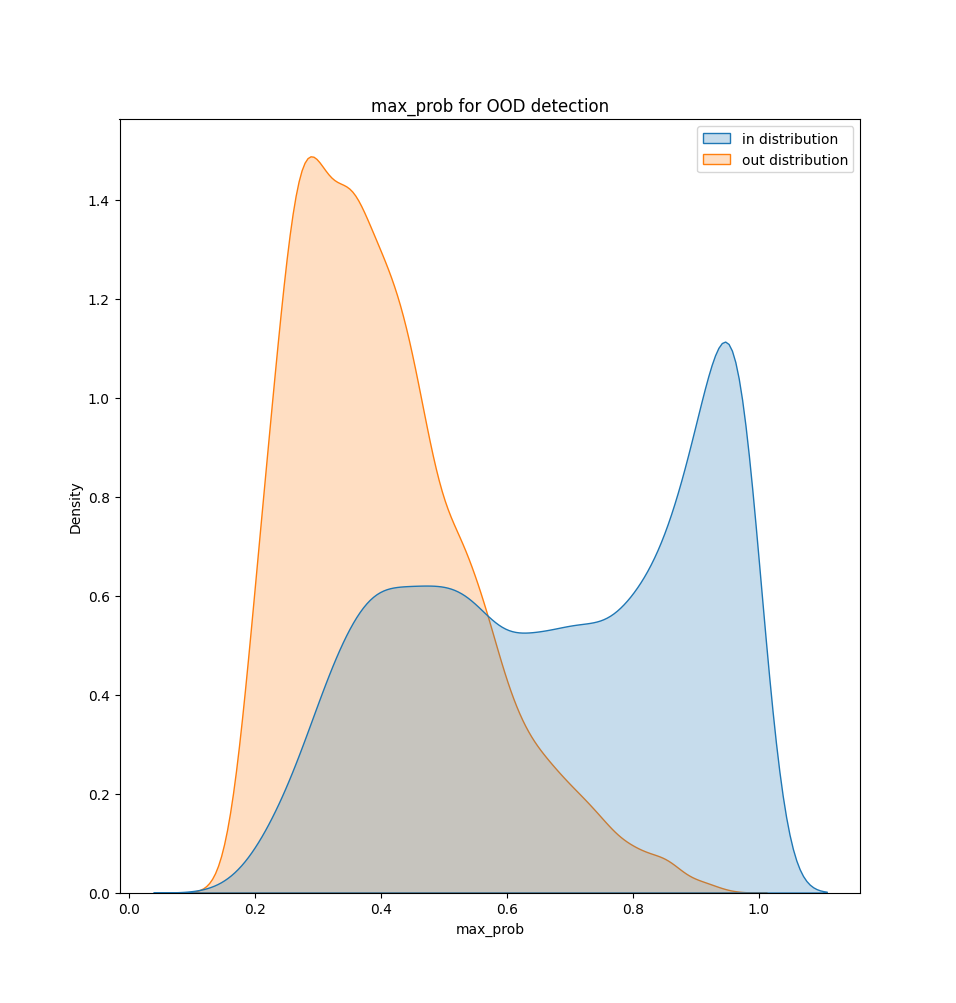 max_prob for OOD detection
in distribution
out distribution
1.4
1.2
1.0
0.8
0.6
0.4
0.2
0.0
Density
0.0 0.2 0.4 0.6 0.8 1.0
max_prob